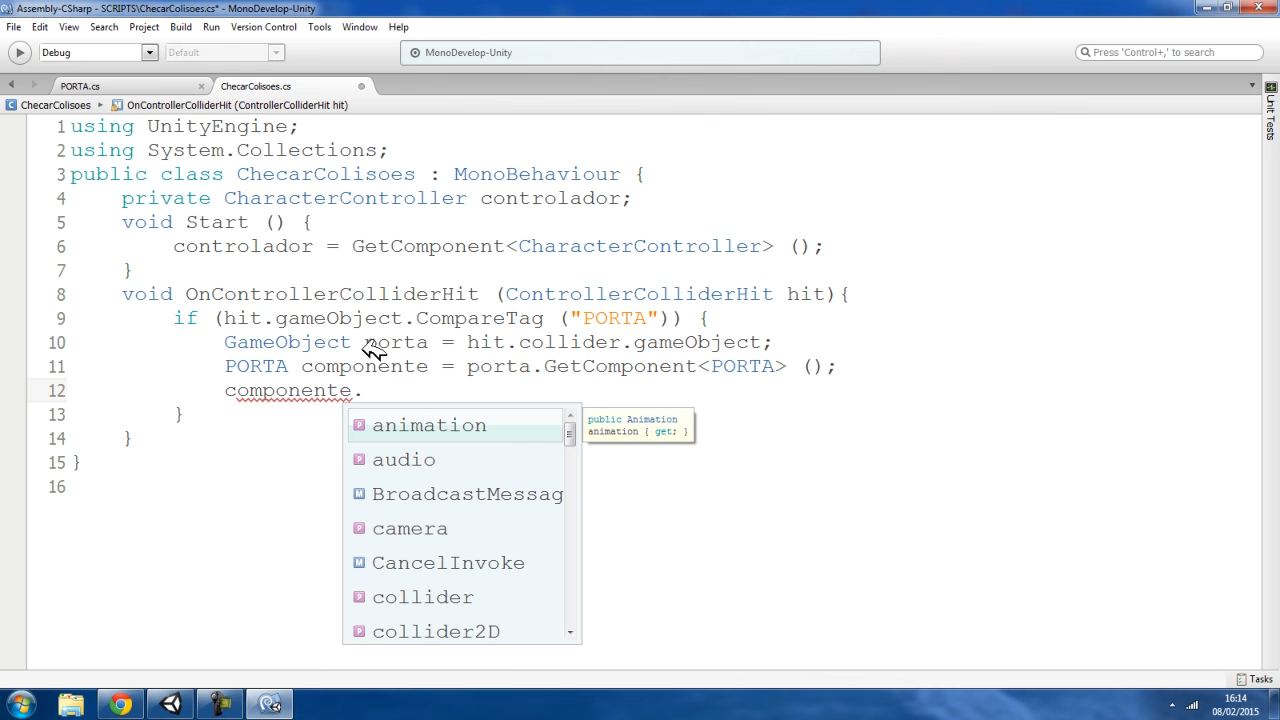 Assembly-CSharp - SCRIPTS\ChecarColisoes.cs* - MonoDevelop-Unity
File Edit View Search Project Build Run Version Control Tools Window Help
Debug Default MonoDevelop-Unity Press 'Control+,' to search
PORTA.cs ChecarColisoes.cs
ChecarColisoes OnControllerColliderHit (ControllerColliderHit hit)
Unit Tests
1 using UnityEngine;
2 using System.Collections;
3 public class ChecarColisoes : MonoBehaviour {
4 private CharacterController controlador;
5 void Start () {
6 controlador = GetComponent<CharacterController> ();
7 }
8 void OnControllerColliderHit (ControllerColliderHit hit){
9 if (hit.gameObject.CompareTag ("PORTA")) {
10 GameObject porta = hit.collider.gameObject;
11 PORTA componente = porta.GetComponent<PORTA> ();
12 componente.
13 }
14 }
15 }
16
animation
audio
BroadcastMessag
camera
CancelInvoke
collider
collider2D
public Animation
animation { get; }
Tasks
16:14
08/02/2015